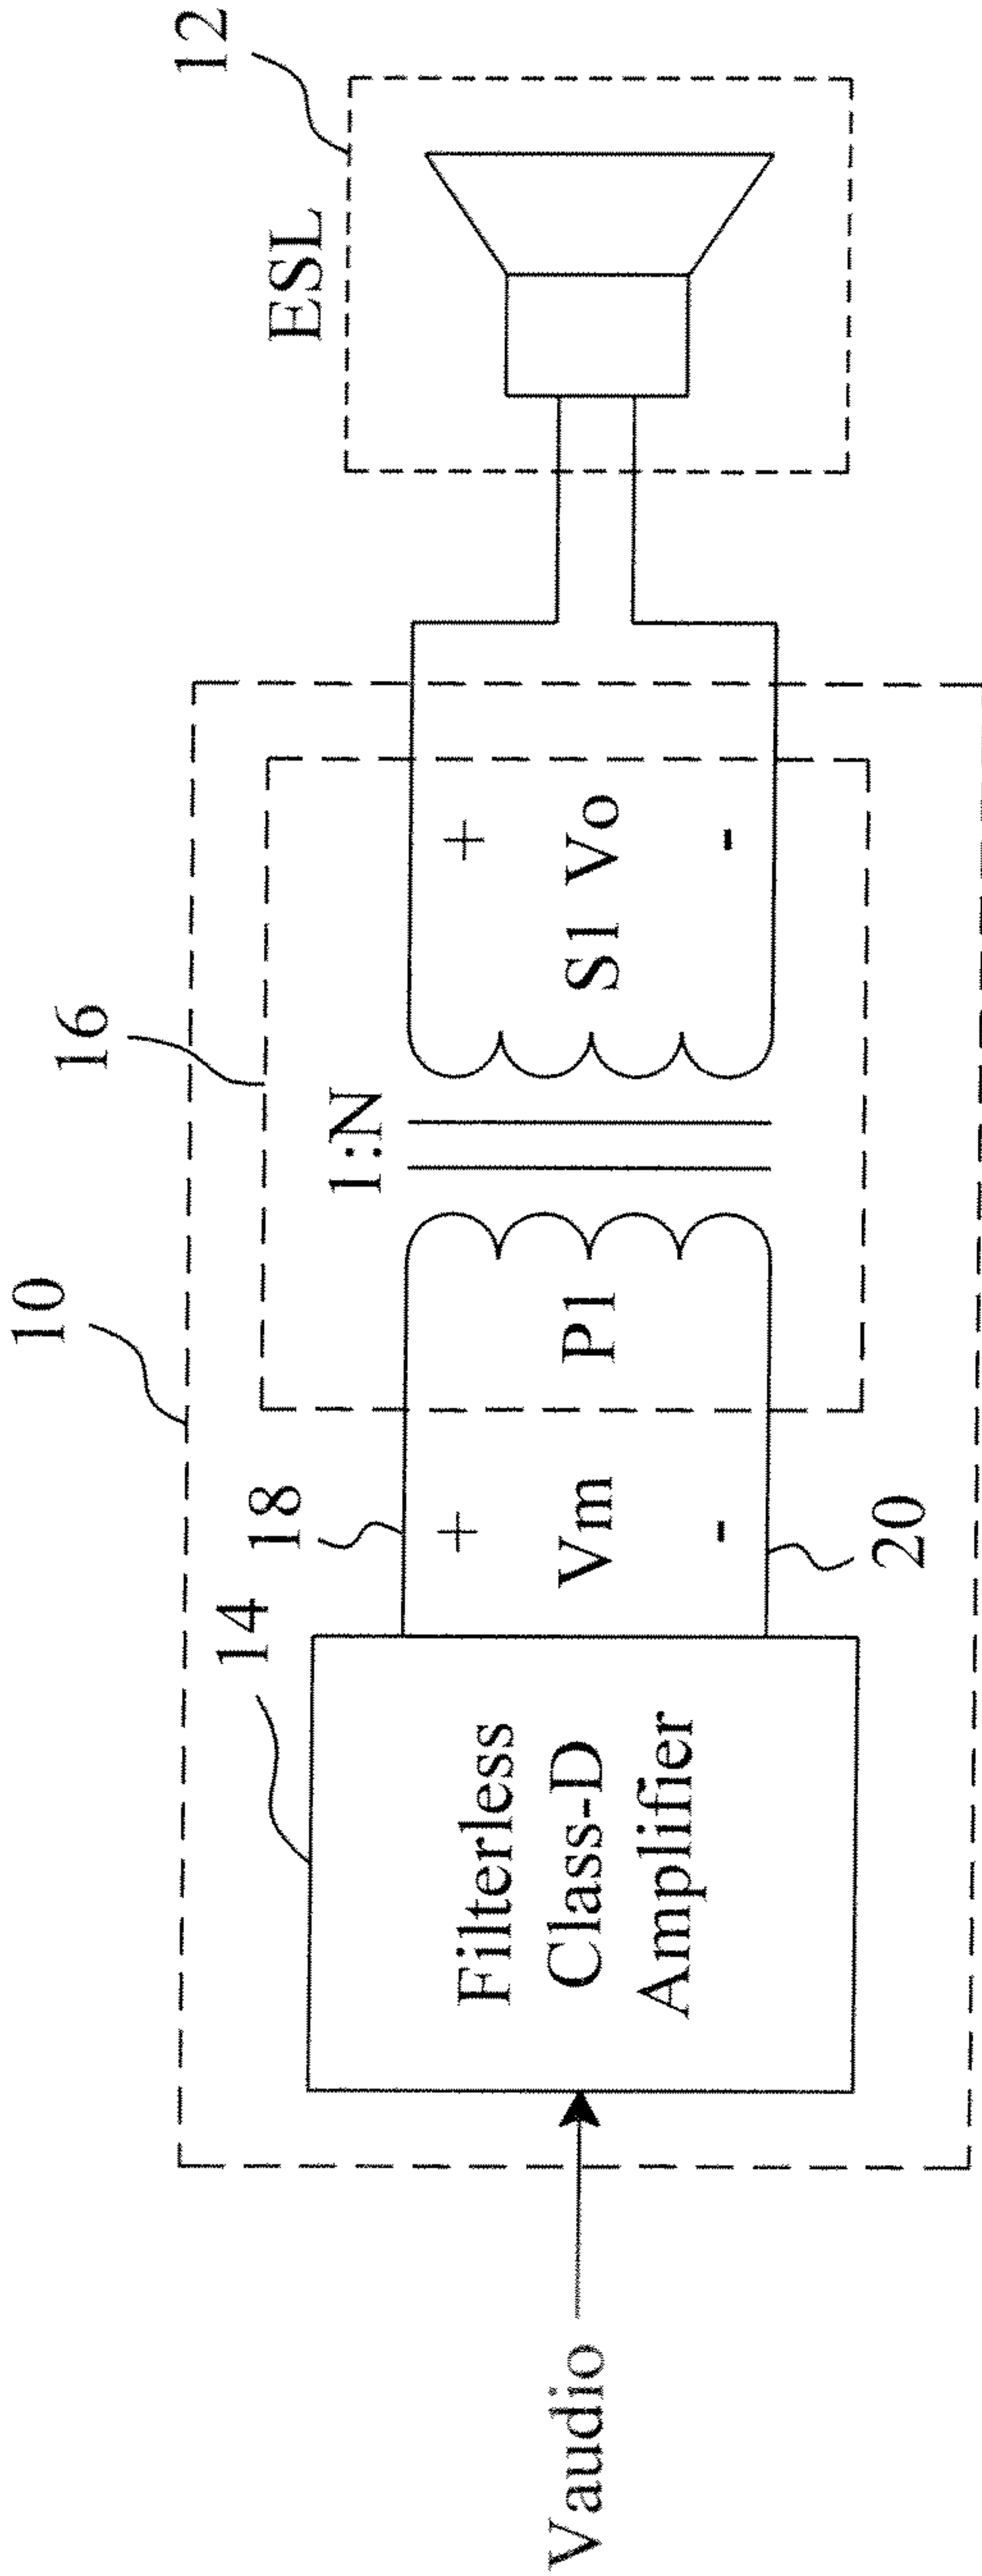 10
16
12
14
18
1:N
ESL
+
+
Vaudio
Filterless
Class-D
Amplifier
Vm
P1
S1 Vo
-
-
20